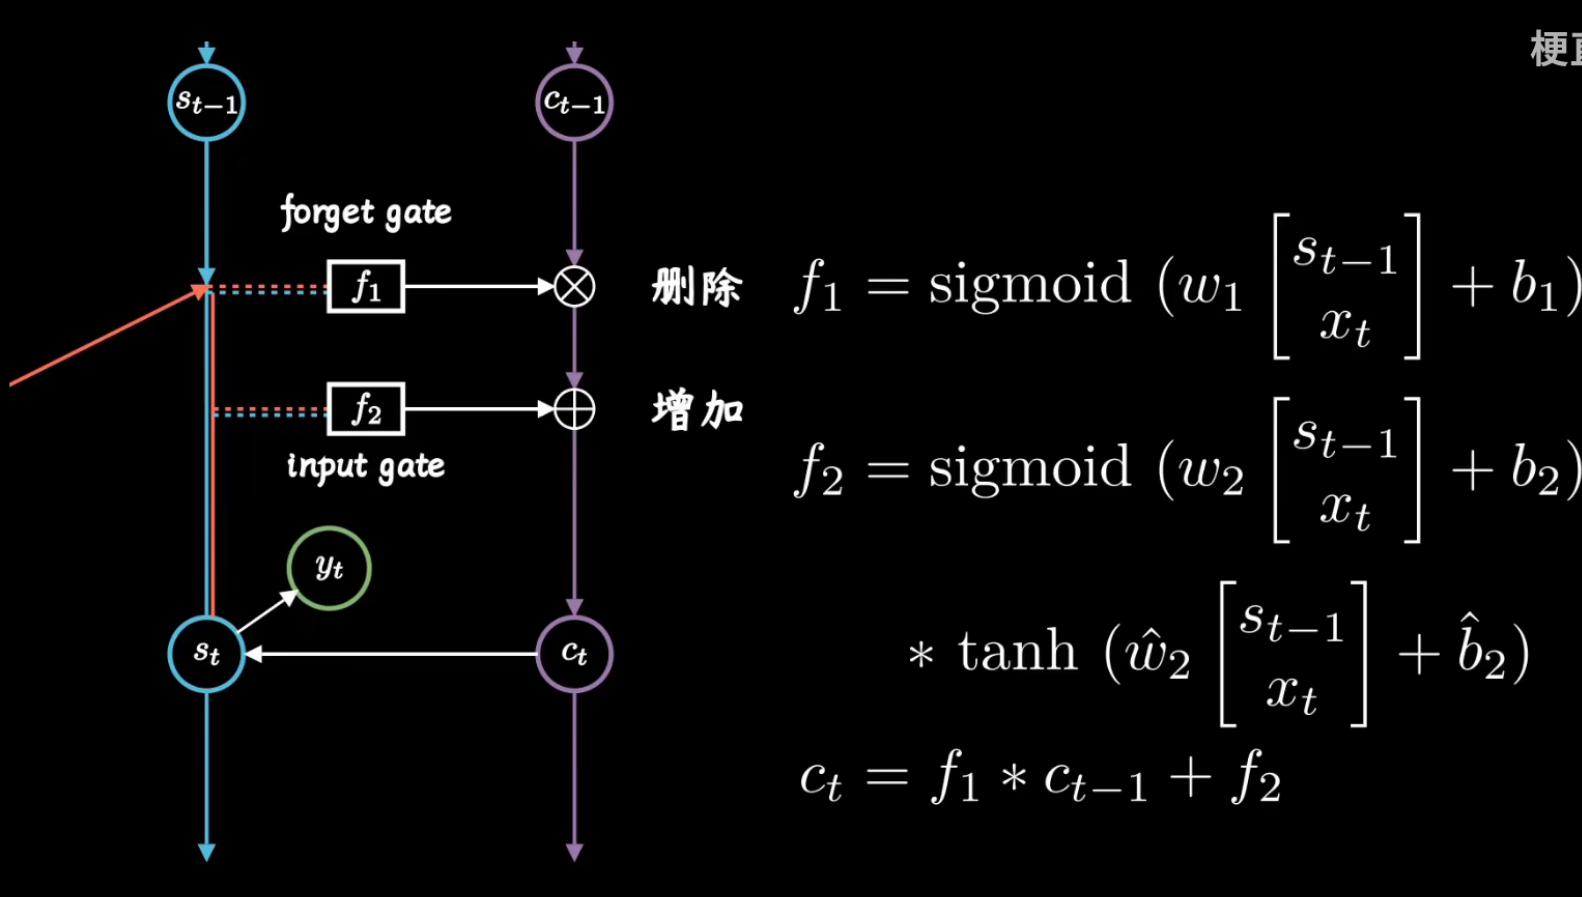 梗直
s_{t-1}
c_{t-1}
forget gate
f_1
删除
f_2
增加
input gate
y_t
s_t
c_t
f_1 = sigmoid (w_1 [s_{t-1} x_t] + b_1)
f_2 = sigmoid (w_2 [s_{t-1} x_t] + b_2)
* tanh (ŵ_2 [s_{t-1} x_t] + b̂_2)
c_t = f_1 * c_{t-1} + f_2